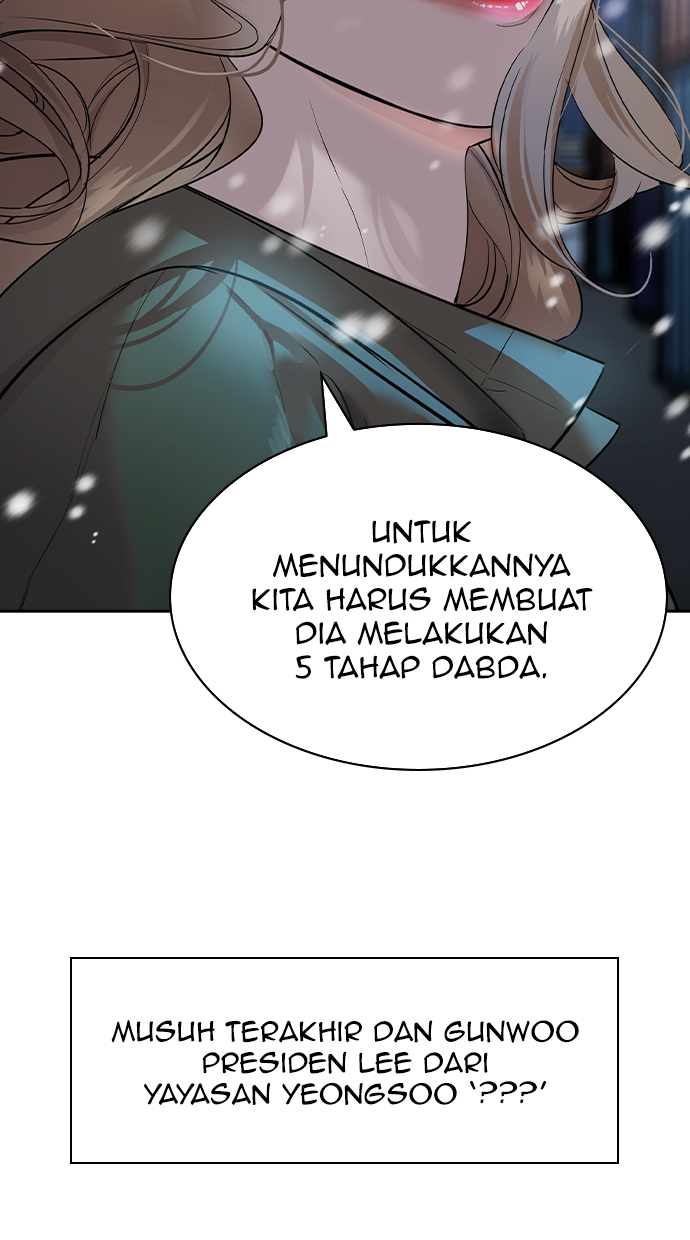 UNTUK
MENUNDUKKANNYA
KITA HARUS MEMBUAT
DIA MELAKUKAN
5 TAHAP DABDA.
MUSUH TERAKHIR DAN GUNWOO
PRESIDEN LEE DARI
YAYASAN YEONGSOO ‘???’